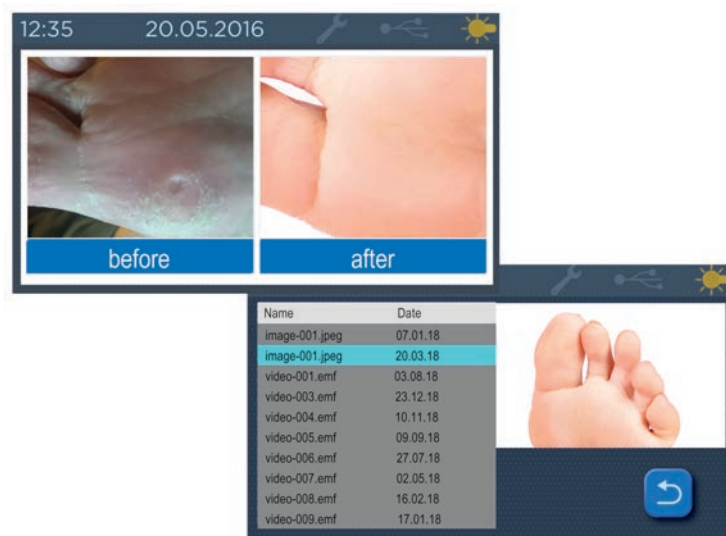 12:35 20.05.2016
before after
Name Date
image-001.jpeg 07.01.18
image-001.jpeg 20.03.18
video-001.emf 03.08.18
video-003.emf 23.12.18
video-004.emf 10.11.18
video-005.emf 09.09.18
video-006.emf 27.07.18
video-007.emf 02.05.18
video-008.emf 16.02.18
video-009.emf 17.01.18